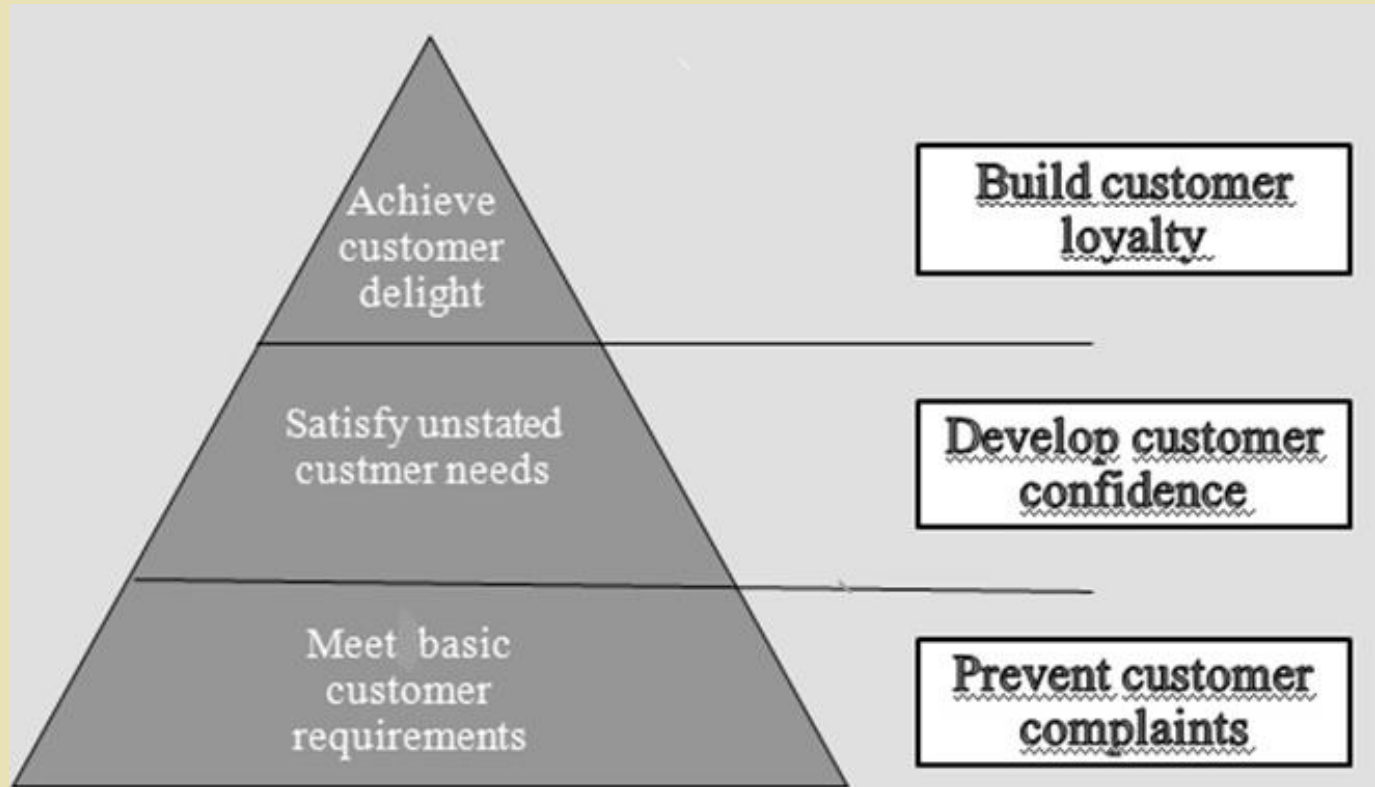 Achieve
customer
delight
Build customer
loyalty
Satisfy unstated
custmer needs
Develop customer
confidence
Meet basic
customer
requirements
Prevent customer
complaints